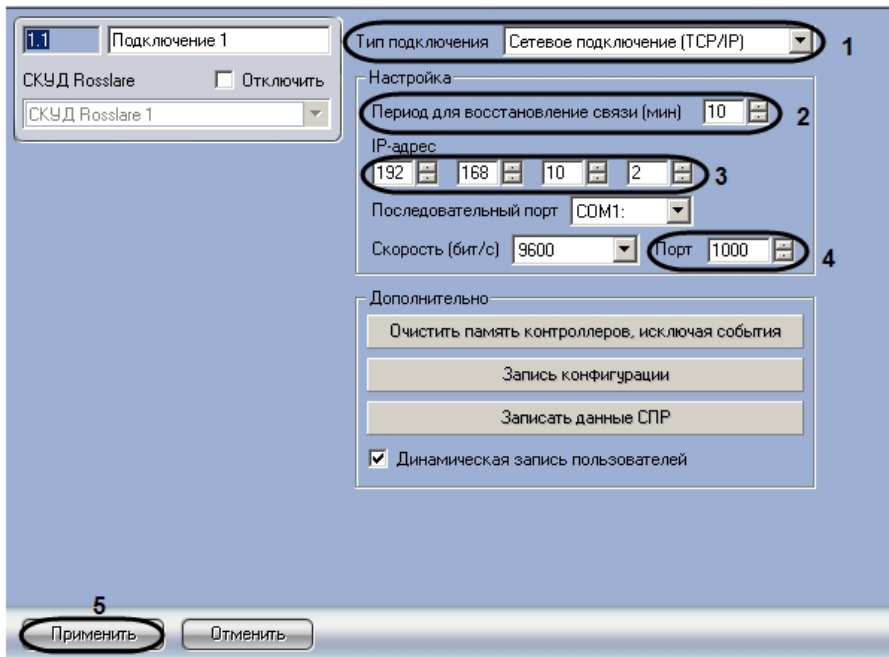 1.1 Подключение 1
СКУД Rosslare Отключить
СКУД Rosslare 1
Тип подключения Сетевое подключение (TCP/IP) 1
Настройка
Период для восстановление связи (мин) 10 2
IP-адрес
192 168 10 2 3
Последовательный порт COM1:
Скорость (бит/с) 9600 Порт 1000 4
Дополнительно
Очистить память контроллеров, исключая события
Запись конфигурации
Записать данные СПР
Динамическая запись пользователей
5
Применить Отменить